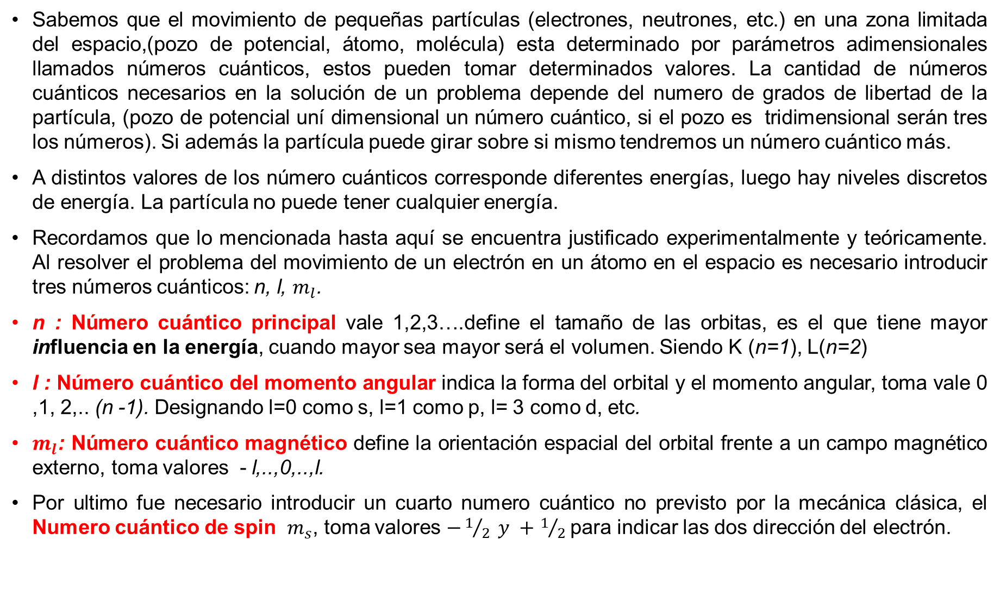 • Sabemos que el movimiento de pequeñas partículas (electrones, neutrones, etc.) en una zona limitada
del espacio,(pozo de potencial, átomo, molécula) esta determinado por parámetros adimensionales
llamados números cuánticos, estos pueden tomar determinados valores. La cantidad de números
cuánticos necesarios en la solución de un problema depende del numero de grados de libertad de la
partícula, (pozo de potencial uní dimensional un número cuántico, si el pozo es tridimensional serán tres
los números). Si además la partícula puede girar sobre si mismo tendremos un número cuántico más.
• A distintos valores de los número cuánticos corresponde diferentes energías, luego hay niveles discretos
de energía. La partícula no puede tener cualquier energía.
• Recordamos que lo mencionada hasta aquí se encuentra justificado experimentalmente y teóricamente.
Al resolver el problema del movimiento de un electrón en un átomo en el espacio es necesario introducir
tres números cuánticos: n, l, m_l.
• n : Número cuántico principal vale 1,2,3….define el tamaño de las orbitas, es el que tiene mayor
influencia en la energía, cuando mayor sea mayor será el volumen. Siendo K (n=1), L(n=2)
• l : Número cuántico del momento angular indica la forma del orbital y el momento angular, toma vale 0
,1, 2,.. (n -1). Designando l=0 como s, l=1 como p, l= 3 como d, etc.
• m_l: Número cuántico magnético define la orientación espacial del orbital frente a un campo magnético
externo, toma valores - l,..,0,..,l.
• Por ultimo fue necesario introducir un cuarto numero cuántico no previsto por la mecánica clásica, el
Numero cuántico de spin m_s, toma valores − 1/2 y + 1/2 para indicar las dos dirección del electrón.